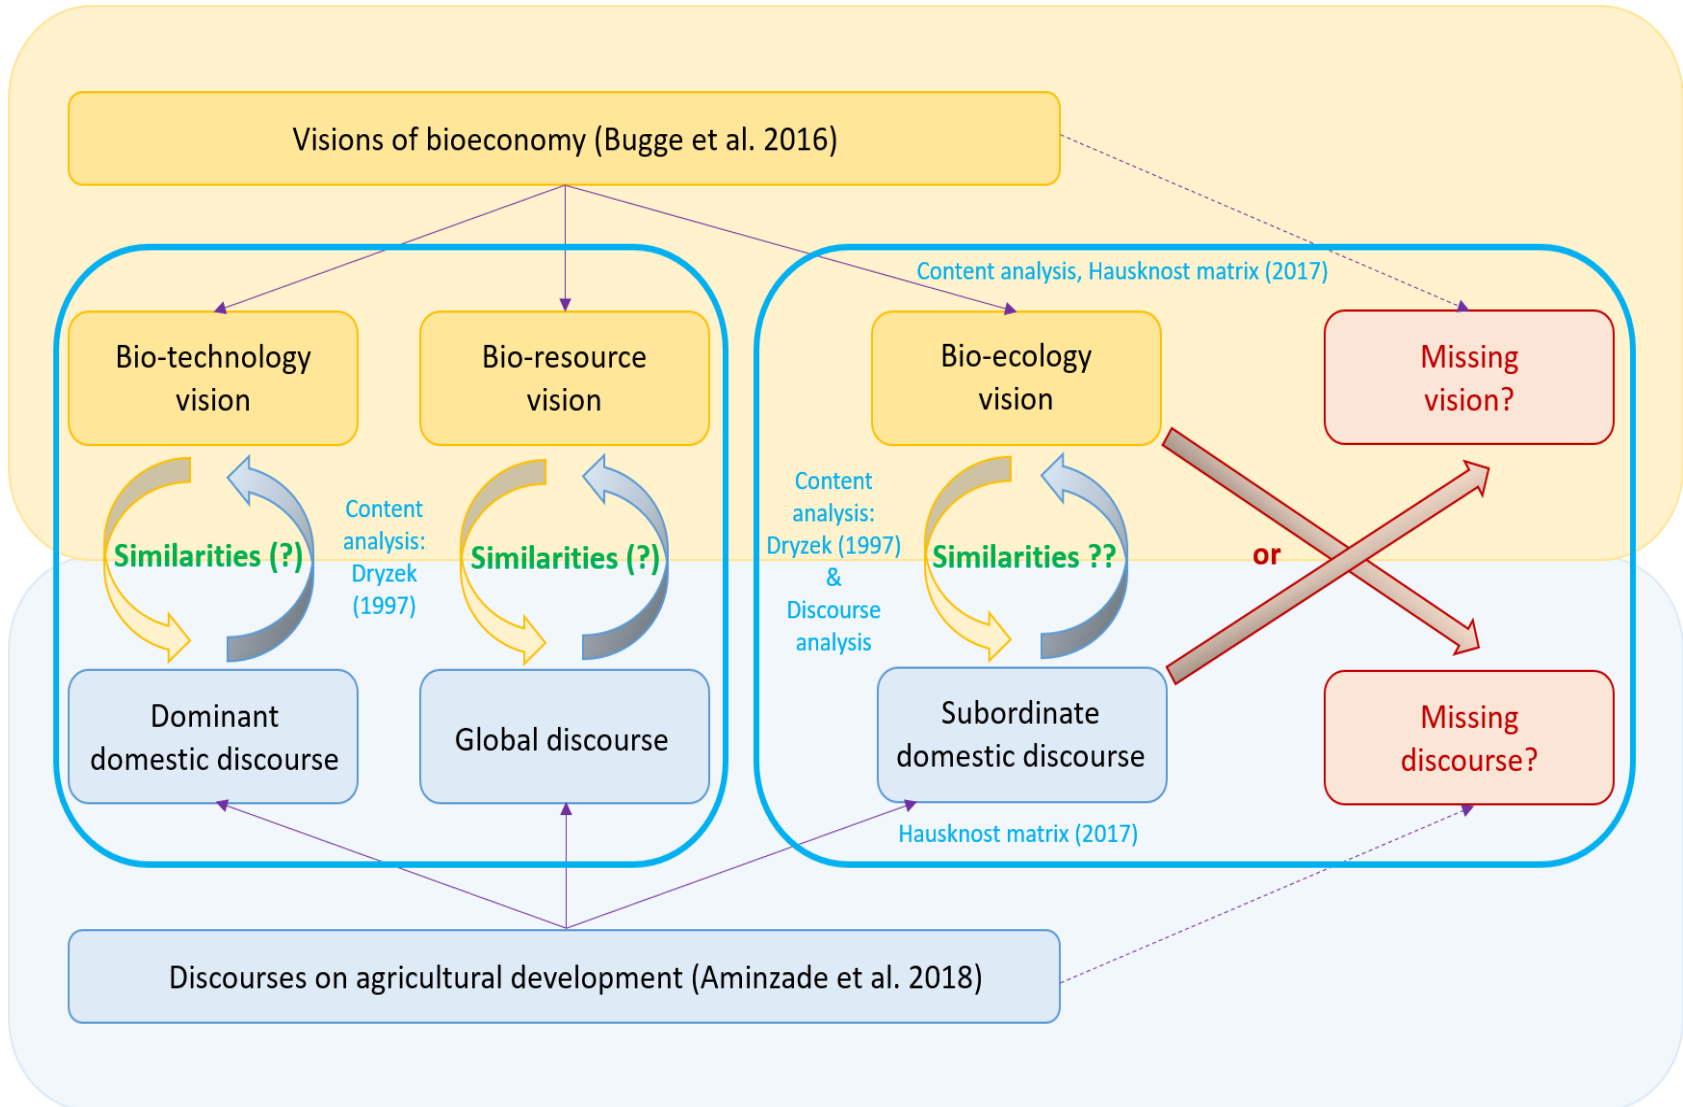 Visions of bioeconomy (Bugge et al. 2016)
Content analysis, Hausknost matrix (2017)
Bio-technology
vision
Bio-resource
vision
Bio-ecology
vision
Missing
vision?
Similarities (?)
Content
analysis:
Dryzek
(1997)
Similarities (?)
Content
analysis:
Dryzek (1997)
&
Discourse
analysis
Similarities ??
or
Dominant
domestic discourse
Global discourse
Subordinate
domestic discourse
Missing
discourse?
Hausknost matrix (2017)
Discourses on agricultural development (Aminzade et al. 2018)